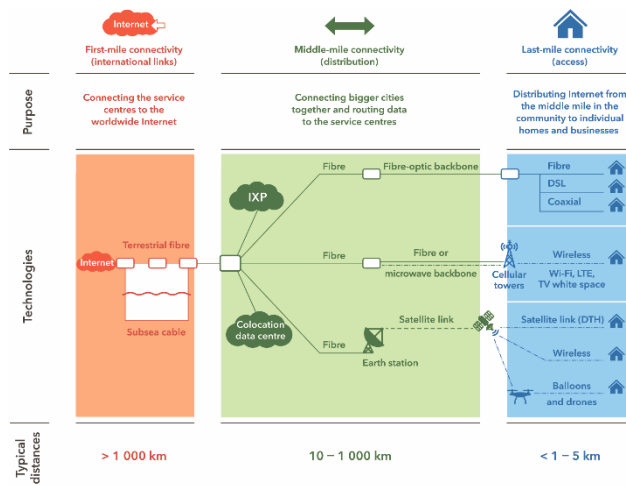 Internet
First-mile connectivity
(international links)
Middle-mile connectivity
(distribution)
Last-mile connectivity
(access)
Purpose
Connecting the service
centres to the
worldwide Internet
Connecting bigger cities
together and routing data
to the service centres
Distributing Internet from
the middle mile in the
community to individual
homes and businesses
Technologies
Internet
Terrestrial fibre
Subsea cable
IXP
Colocation
data centre
Fibre
Fibre-optic backbone
Fibre
Fibre or
microwave backbone
Fibre
Satellite link
Earth station
Fibre
DSL
Coaxial
Cellular
towers
Wireless
Wi-Fi, LTE,
TV white space
Satellite link (DTH)
Wireless
Balloons
and drones
Typical
distances
> 1 000 km
10 – 1 000 km
< 1 – 5 km